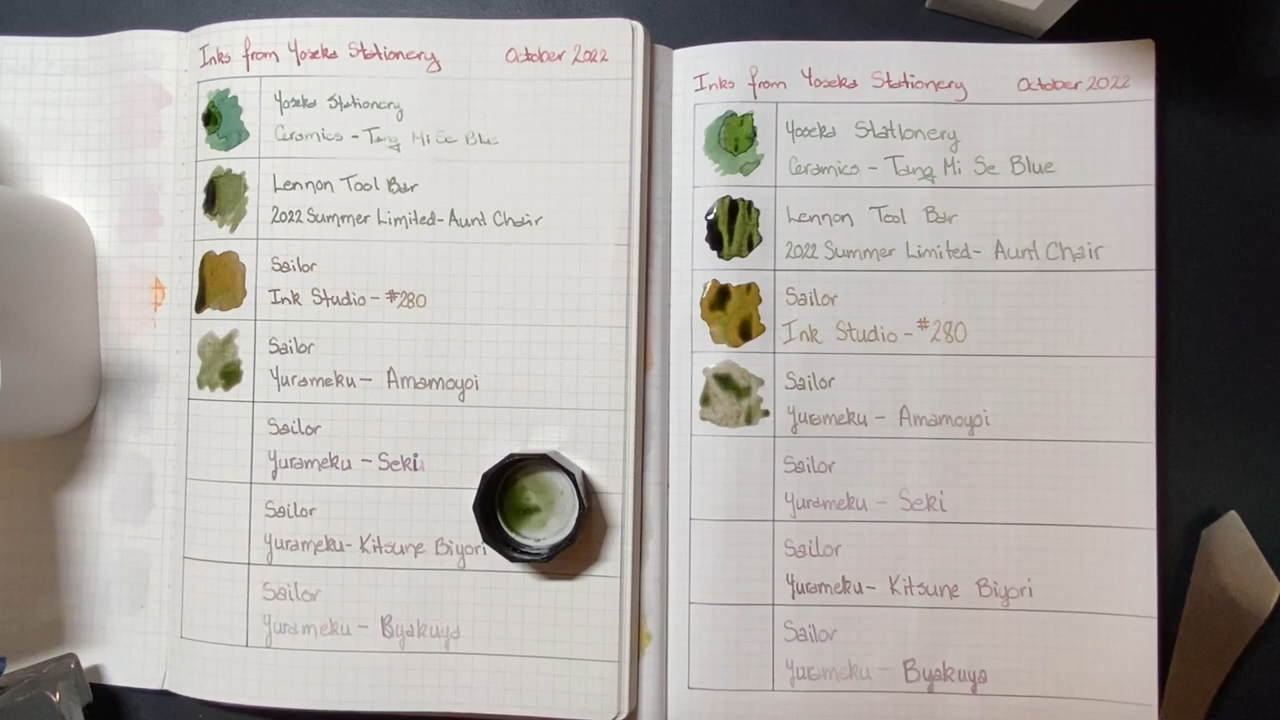 Inks from Yoseka Stationery October 2022
Yoseka Stationery
Ceramics - Tang Mi Se Blue
Lennon Tool Bar
2022 Summer Limited - Aunt Chair
Sailor
Ink Studio - #280
Sailor
Yurameku - Amamoyoi
Sailor
Yurameku - Seki
Sailor
Yurameku - Kitsune Biyori
Sailor
Yurameku - Byakuya
Inks from Yoseka Stationery October 2022
Yoseka Stationery
Ceramics - Tang Mi Se Blue
Lennon Tool Bar
2022 Summer Limited - Aunt Chair
Sailor
Ink Studio - #280
Sailor
Yurameku - Amamoyoi
Sailor
Yurameku - Seki
Sailor
Yurameku - Kitsune Biyori
Sailor
Yurameku - Byakuya